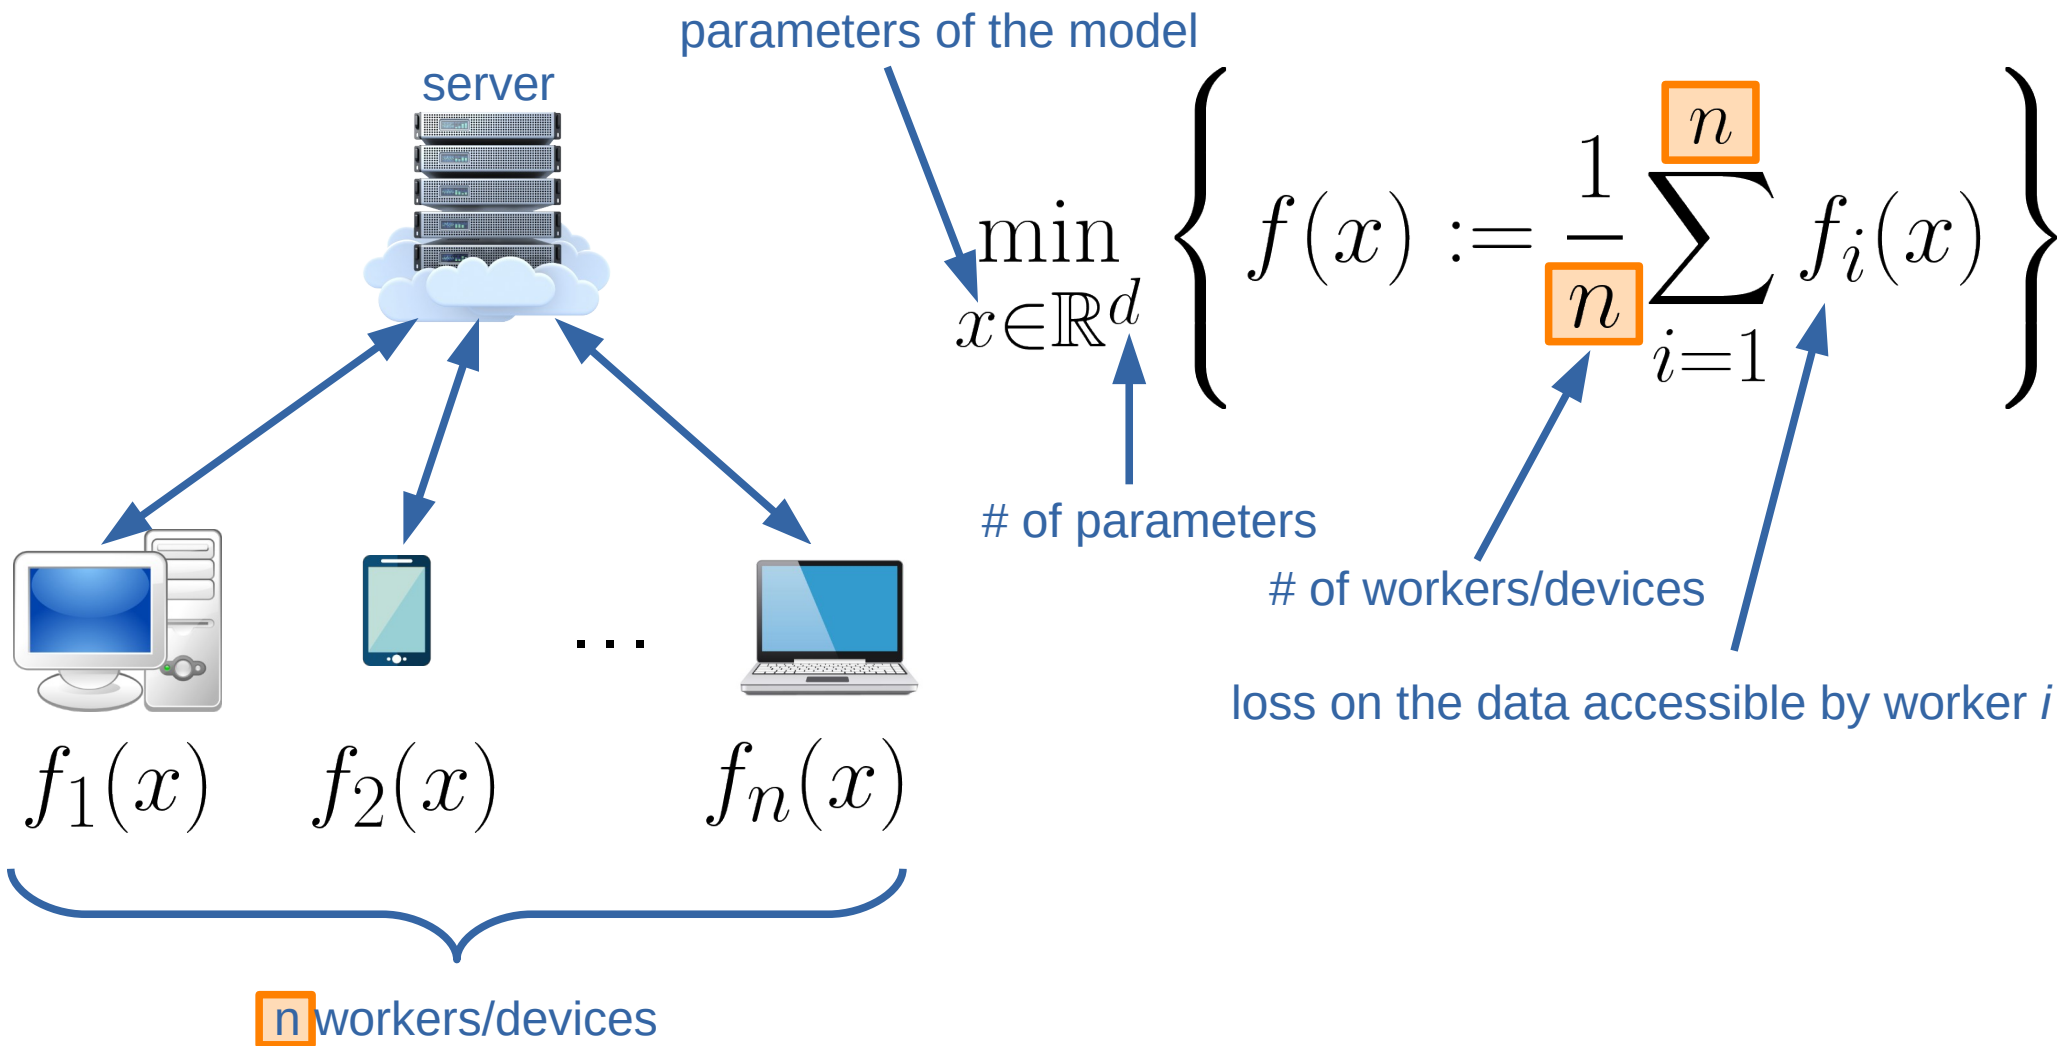 parameters of the model
server
min x∈ℝ^d { f(x) := 1/n ∑_{i=1}^{n} f_i(x) }
# of parameters
# of workers/devices
loss on the data accessible by worker i
...
f_1(x) f_2(x) f_n(x)
n workers/devices